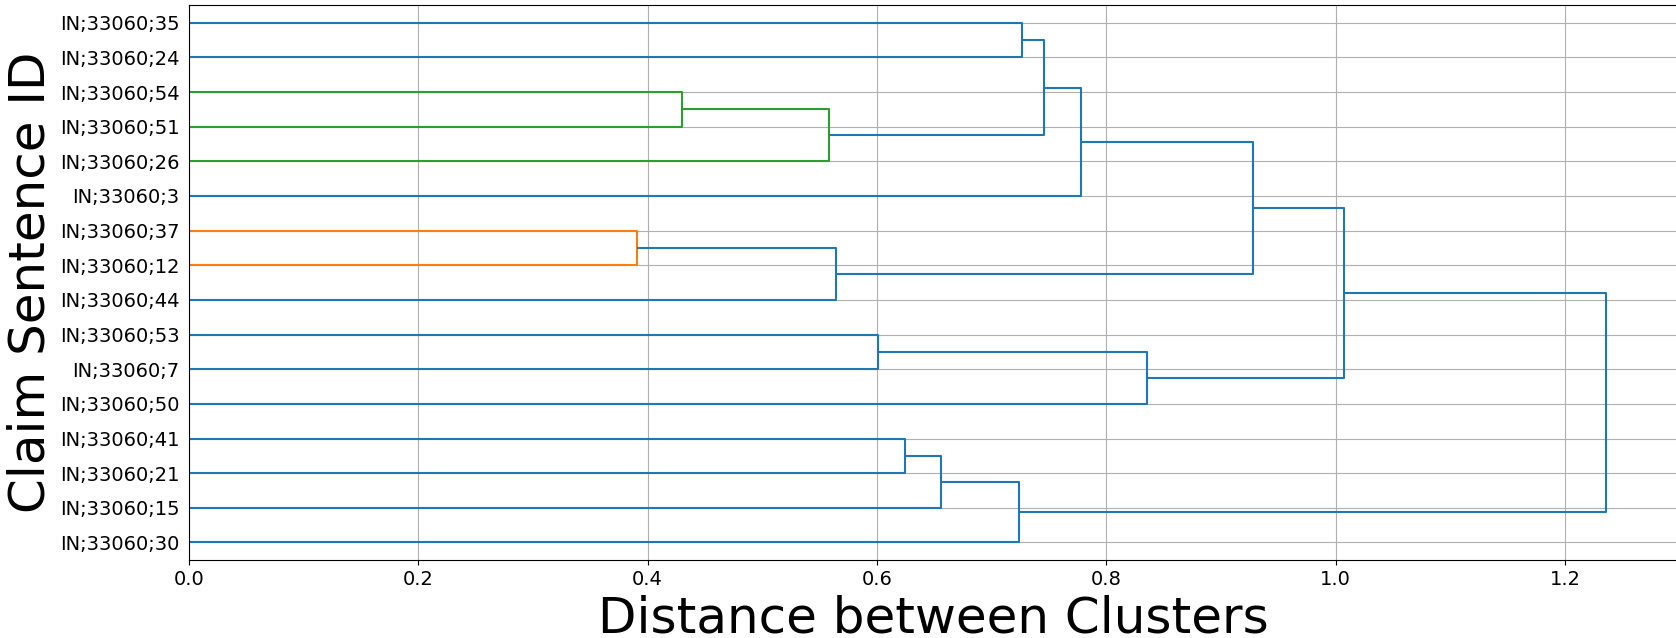 Claim Sentence ID
IN;33060;35
IN;33060;24
IN;33060;54
IN;33060;51
IN;33060;26
IN;33060;3
IN;33060;37
IN;33060;12
IN;33060;44
IN;33060;53
IN;33060;7
IN;33060;50
IN;33060;41
IN;33060;21
IN;33060;15
IN;33060;30
0.0 0.2 0.4 0.6 0.8 1.0 1.2
Distance between Clusters